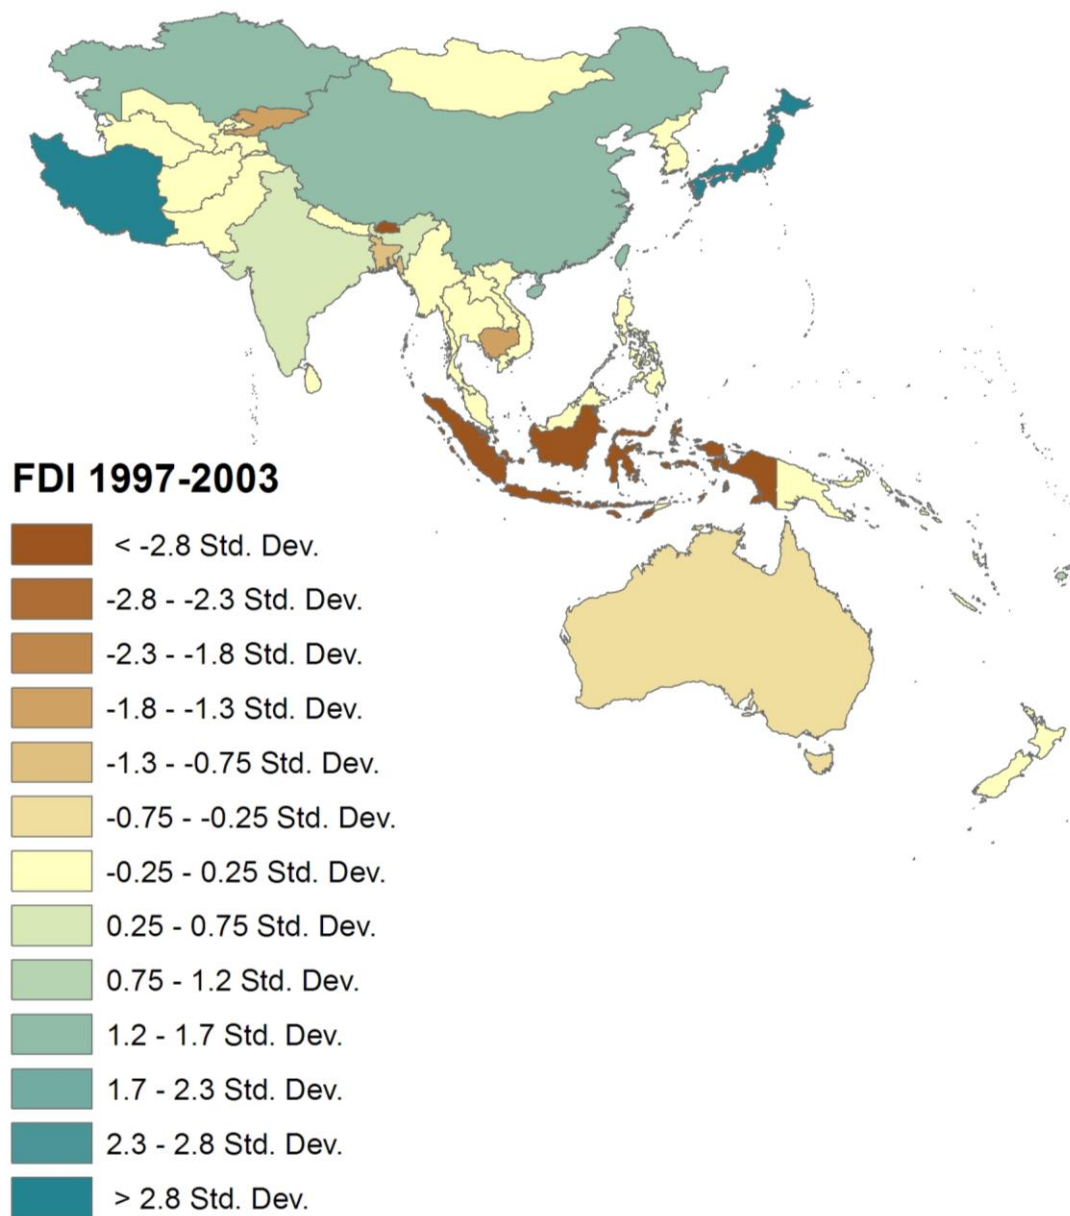 FDI 1997-2003
< -2.8 Std. Dev.
-2.8 - -2.3 Std. Dev.
-2.3 - -1.8 Std. Dev.
-1.8 - -1.3 Std. Dev.
-1.3 - -0.75 Std. Dev.
-0.75 - -0.25 Std. Dev.
-0.25 - 0.25 Std. Dev.
0.25 - 0.75 Std. Dev.
0.75 - 1.2 Std. Dev.
1.2 - 1.7 Std. Dev.
1.7 - 2.3 Std. Dev.
2.3 - 2.8 Std. Dev.
> 2.8 Std. Dev.